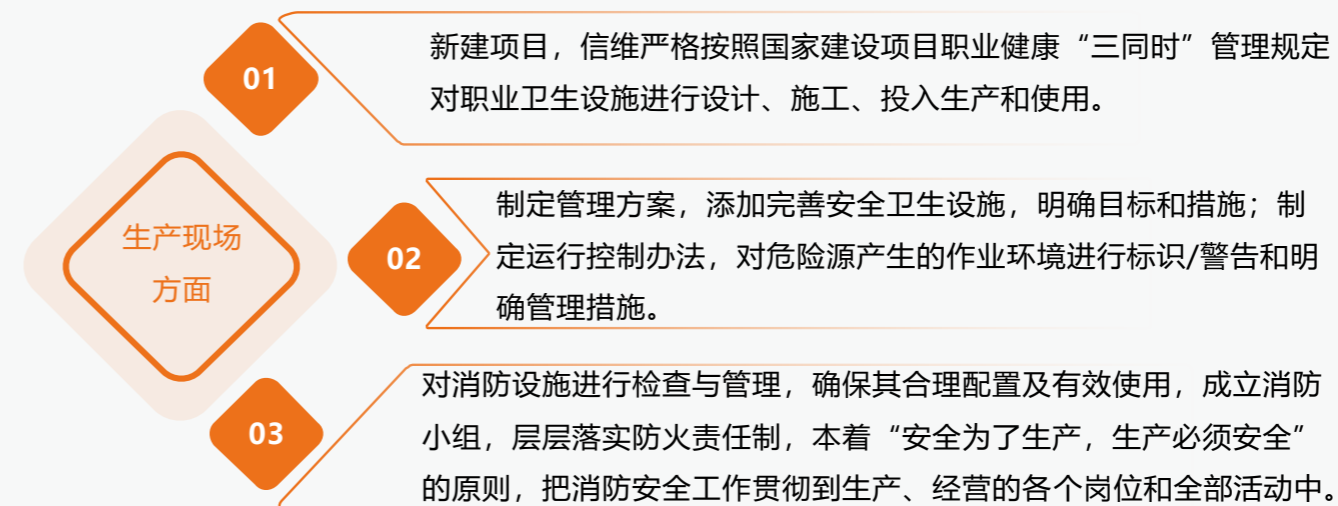 生产现场
方面
01
新建项目，信维严格按照国家建设项目职业健康“三同时”管理规定
对职业卫生设施进行设计、施工、投入生产和使用。
02
制定管理方案，添加完善安全卫生设施，明确目标和措施；制
定运行控制办法，对危险源产生的作业环境进行标识/警告和明
确管理措施。
03
对消防设施进行检查与管理，确保其合理配置及有效使用，成立消防
小组，层层落实防火责任制，本着“安全为了生产，生产必须安全”
的原则，把消防安全工作贯彻到生产、经营的各个岗位和全部活动中。